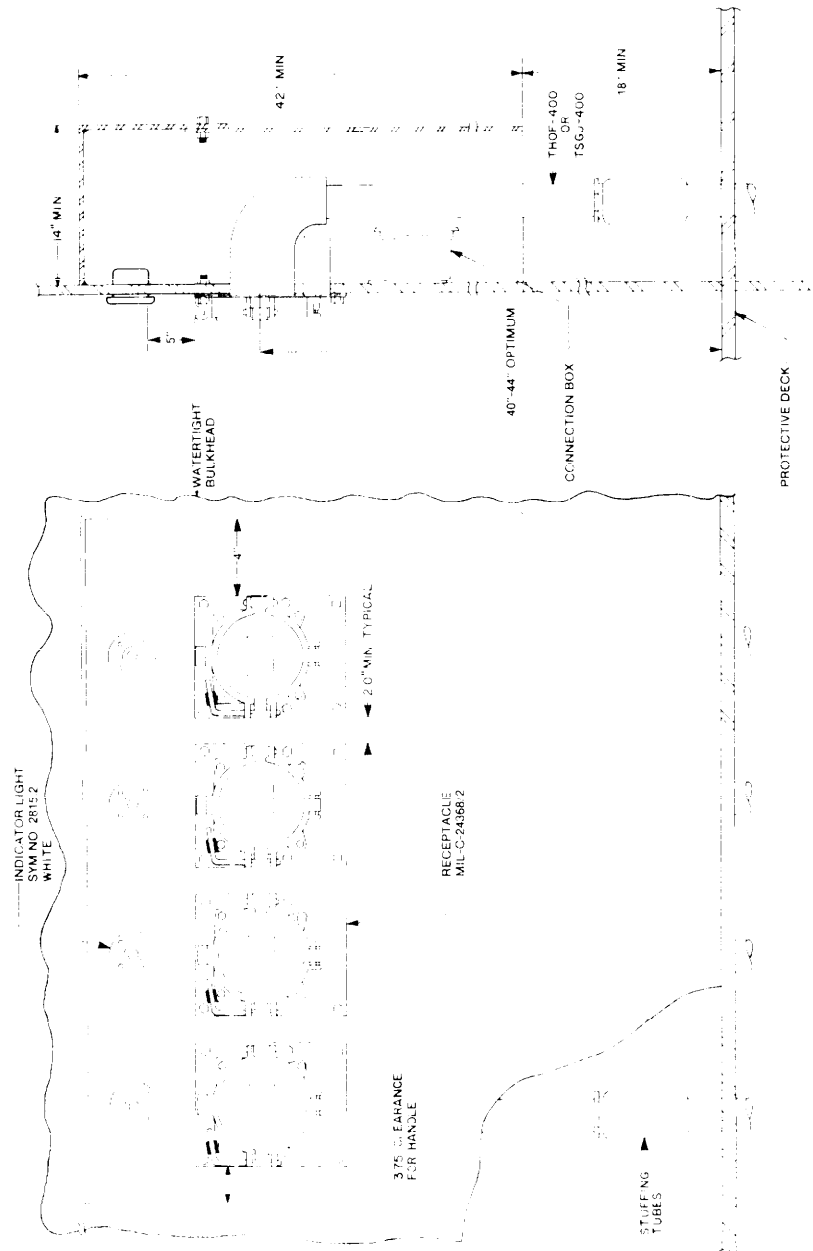 INDICATOR LIGHT
SYM NO 2815.2
WHITE
42" MIN
14" MIN
5"
18" MIN
THOF-400
OR
TSGU-400
WATERTIGHT
BULKHEAD
40"-44" OPTIMUM
CONNECTION BOX
PROTECTIVE DECK
4"
2.0" MIN. TYPICAL
RECEPTACLE
MIL-C-24368/2
FOR HANDLE
STUFFING
TUBES